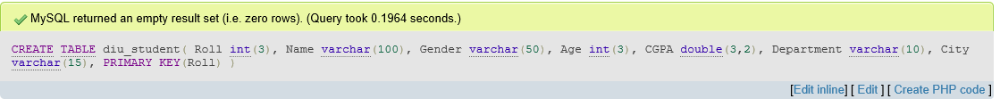 MySQL returned an empty result set (i.e. zero rows). (Query took 0.1964 seconds.)
CREATE TABLE diu_student( Roll int(3), Name varchar(100), Gender varchar(50), Age int(3), CGPA double(3,2), Department varchar(10), City
varchar(15), PRIMARY KEY(Roll) )
[Edit inline] [ Edit ] [ Create PHP code ]